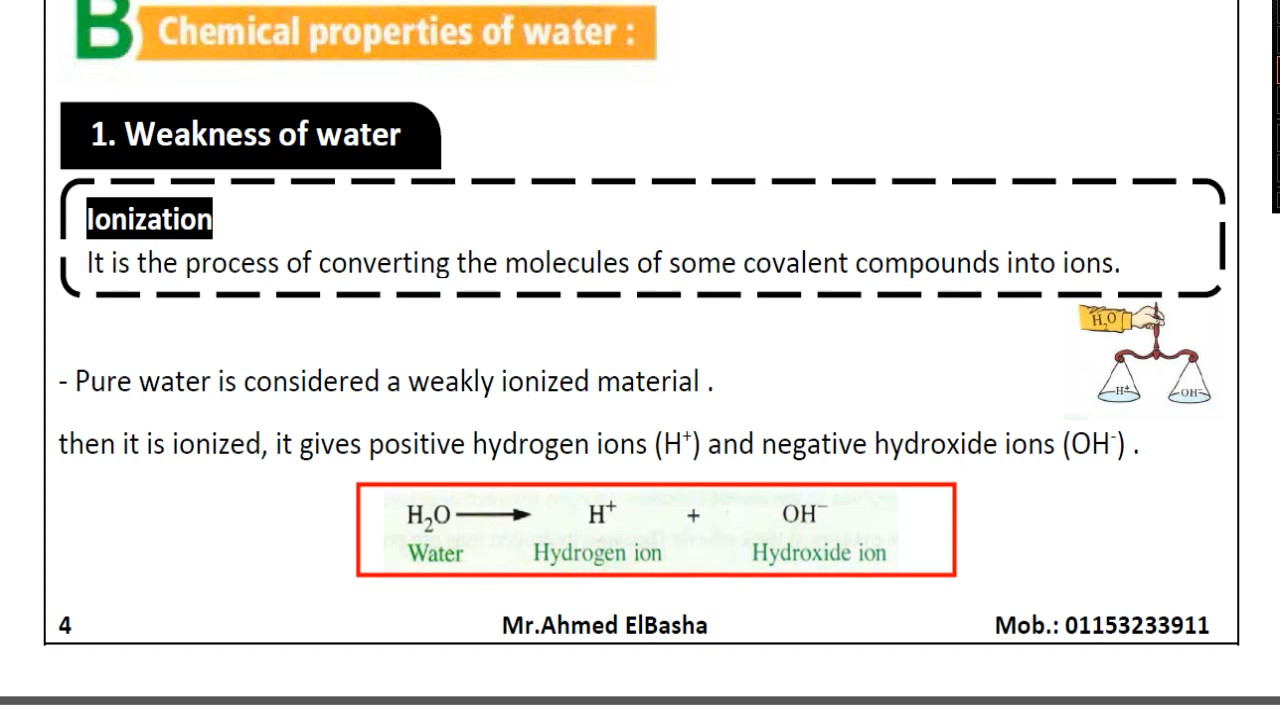 B Chemical properties of water :
1. Weakness of water
Ionization
It is the process of converting the molecules of some covalent compounds into ions.
H₂O
H⁺ OH⁻
- Pure water is considered a weakly ionized material .
then it is ionized, it gives positive hydrogen ions (H⁺) and negative hydroxide ions (OH⁻) .
H₂O ⟶ H⁺ + OH⁻
Water Hydrogen ion Hydroxide ion
4 Mr.Ahmed ElBasha Mob.: 01153233911